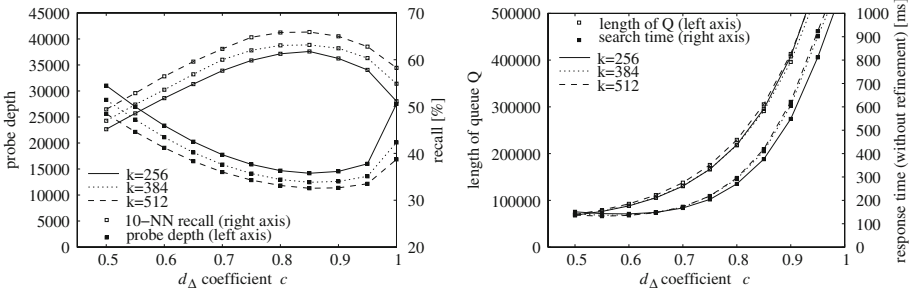 45000
40000
35000
30000
25000
20000
15000
10000
5000
0
probe depth
70
60
50
40
30
20
recall [%]
k=256
k=384
k=512
10−NN recall (right axis)
probe depth (left axis)
0.5 0.6 0.7 0.8 0.9 1
dΔ coefficient c
500000
400000
300000
200000
100000
0
length of queue Q
1000
900
800
700
600
500
400
300
200
100
0
response time (without refinement) [ms]
length of Q (left axis)
search time (right axis)
k=256
k=384
k=512
0.5 0.6 0.7 0.8 0.9 1
dΔ coefficient c